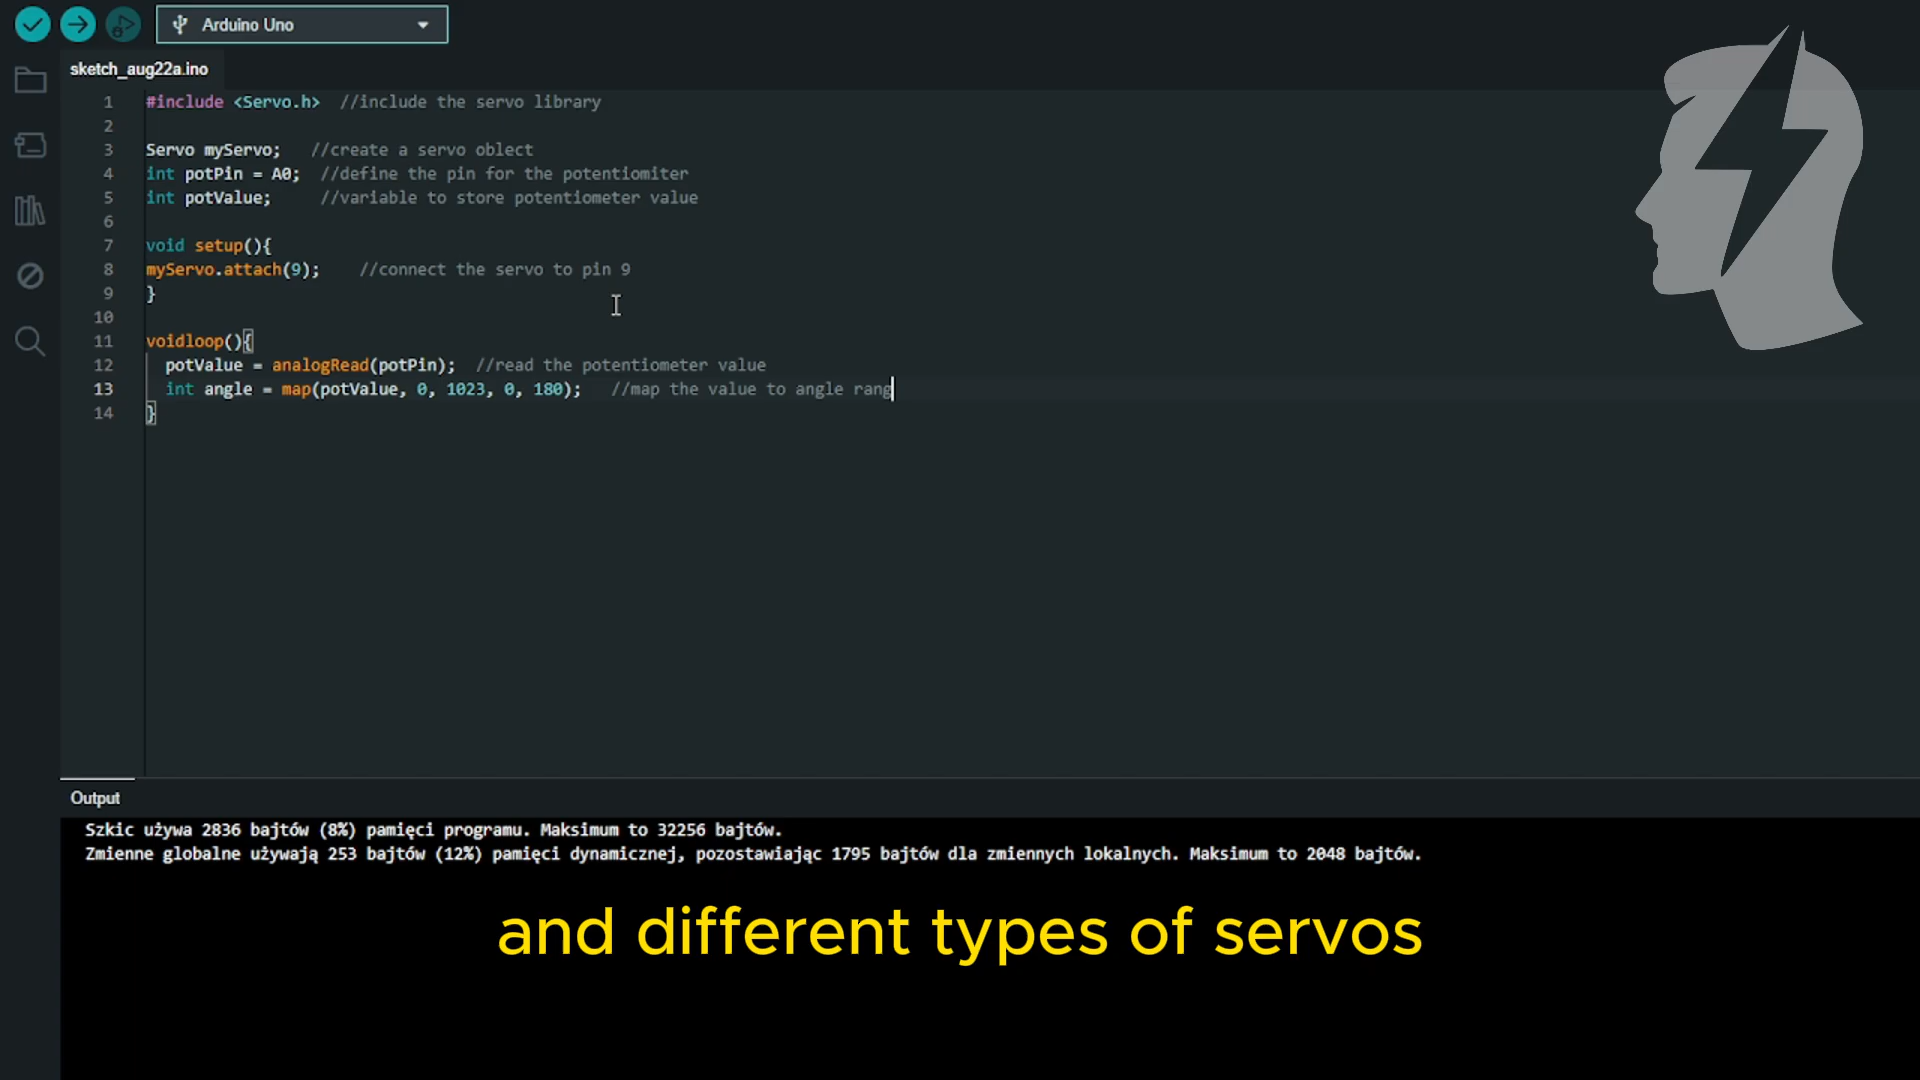 Arduino Uno
sketch_aug22a.ino
1 #include <Servo.h> //include the servo library
2
3 Servo myServo; //create a servo oblect
4 int potPin = A0; //define the pin for the potentiomiter
5 int potValue; //variable to store potentiometer value
6
7 void setup(){
8 myServo.attach(9); //connect the servo to pin 9
9 }
10
11 voidloop(){
12 potValue = analogRead(potPin); //read the potentiometer value
13 int angle = map(potValue, 0, 1023, 0, 180); //map the value to angle rang
14 }
Output
Szkic używa 2836 bajtów (8%) pamięci programu. Maksimum to 32256 bajtów.
Zmienne globalne używają 253 bajtów (12%) pamięci dynamicznej, pozostawiając 1795 bajtów dla zmiennych lokalnych. Maksimum to 2048 bajtów.
and different types of servos